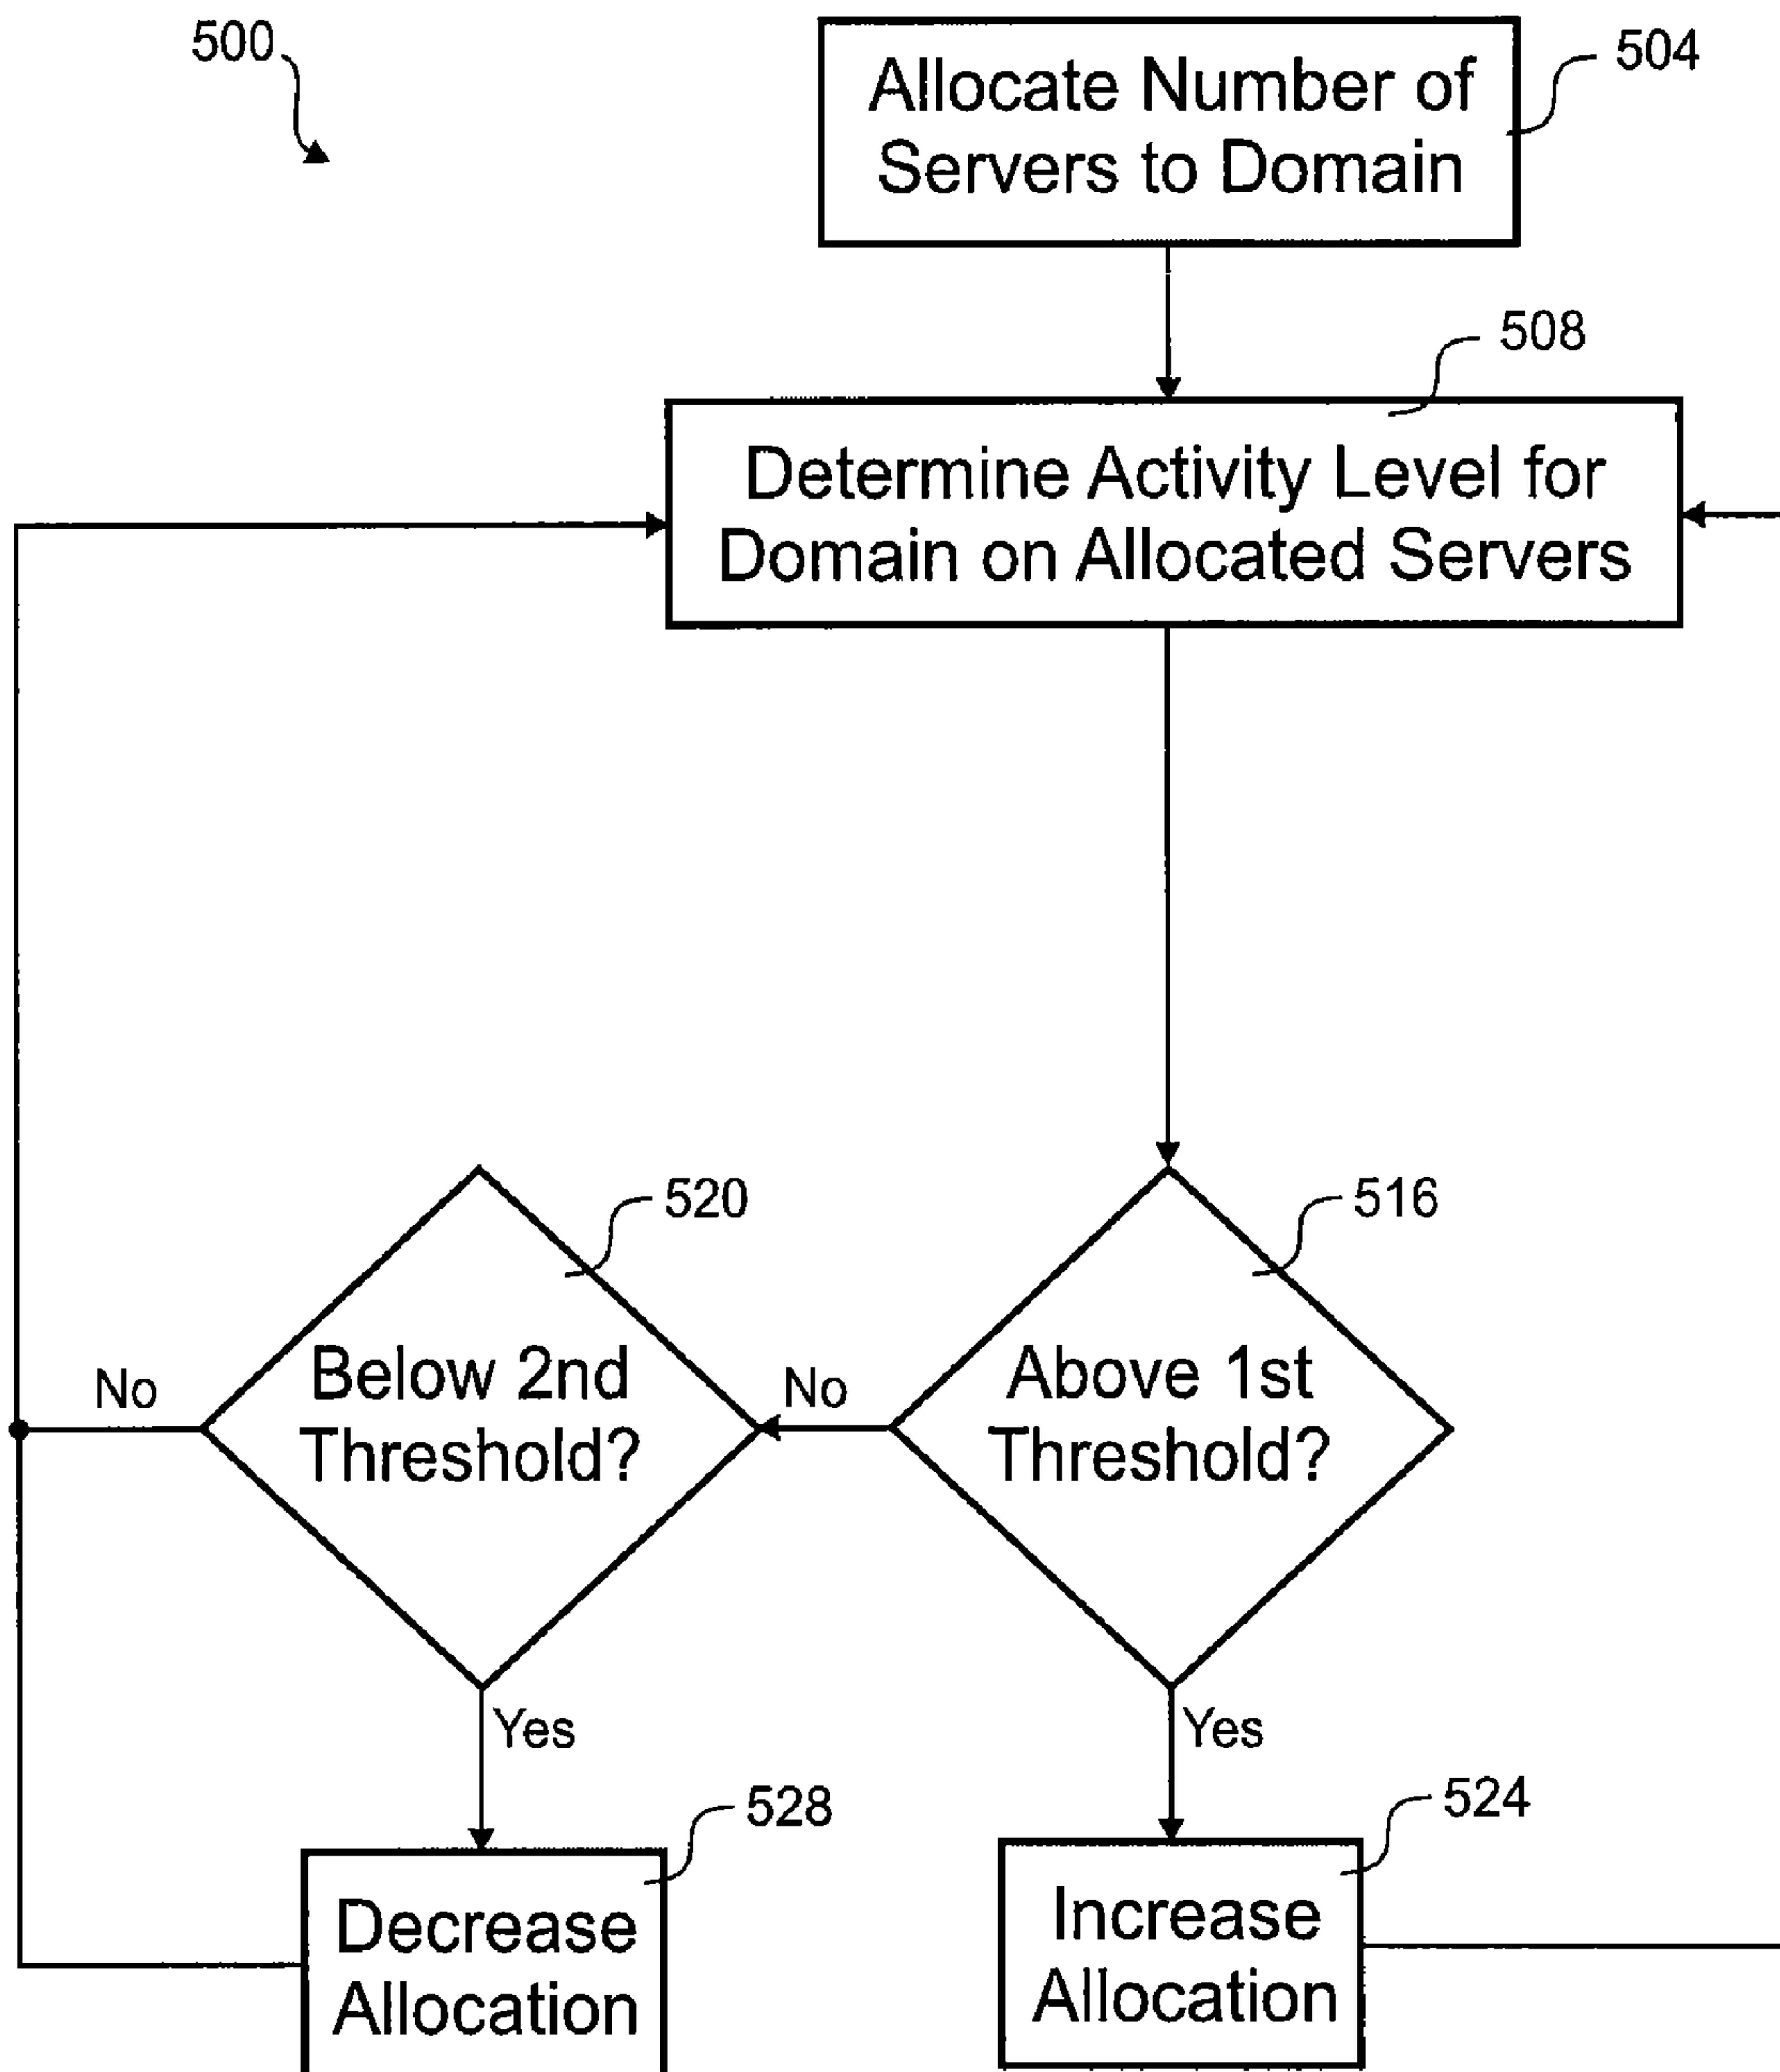 500
Allocate Number of
Servers to Domain
504
508
Determine Activity Level for
Domain on Allocated Servers
520
516
Below 2nd
Threshold?
No
No
Above 1st
Threshold?
Yes
Yes
528
524
Decrease
Allocation
Increase
Allocation